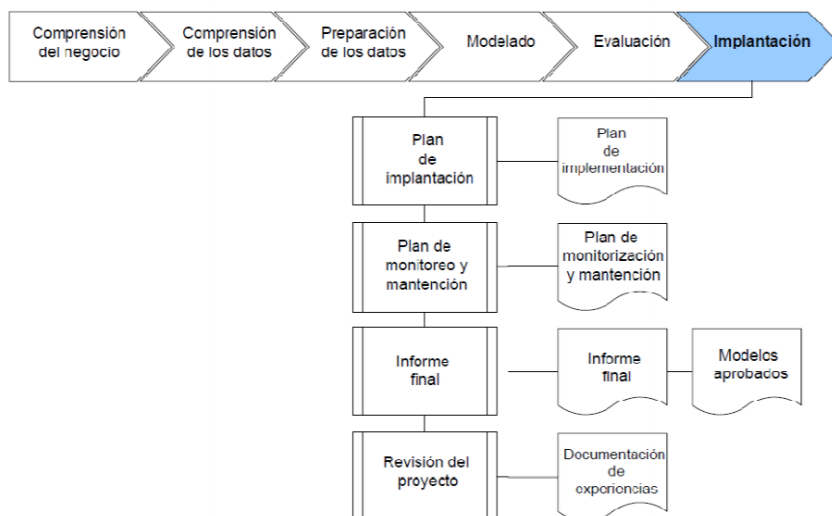 Comprensión
del negocio
Comprensión
de los datos
Preparación
de los datos
Modelado
Evaluación
Implantación
Plan
de
implantación
Plan
de
implementación
Plan de
monitoreo y
mantención
Plan de
monitorización
y mantención
Informe
final
Informe
final
Modelos
aprobados
Revisión del
proyecto
Documentación
de
experiencias